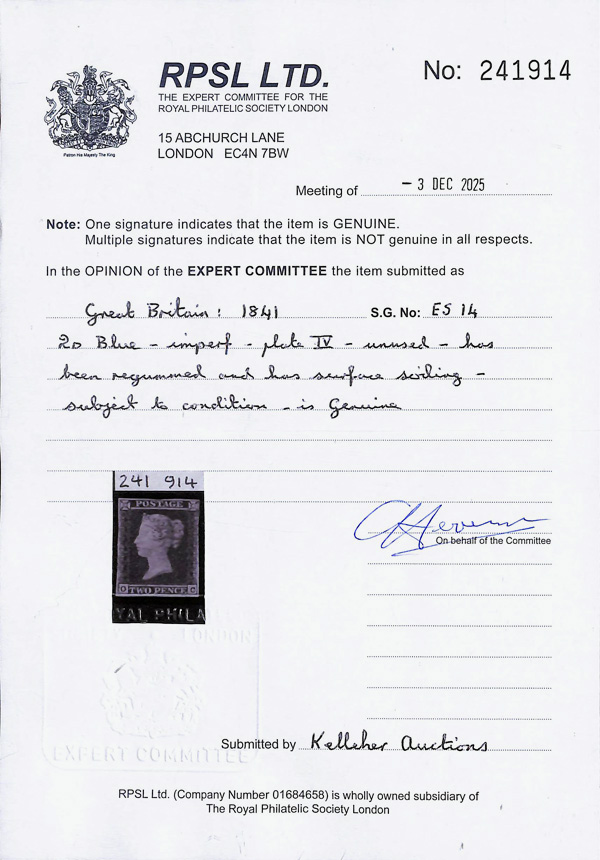 RPSL LTD.
THE EXPERT COMMITTEE FOR THE
ROYAL PHILATELIC SOCIETY LONDON
No: 241914
15 ABCHURCH LANE
LONDON EC4N 7BW
Patron His Majesty The King
Meeting of – 3 DEC 2025
Note: One signature indicates that the item is GENUINE.
Multiple signatures indicate that the item is NOT genuine in all respects.
In the OPINION of the EXPERT COMMITTEE the item submitted as
Great Britain: 1841 S.G. No: ES 14
2D Blue - imperf - plate IV - unused - has
been regummed and has surface soiling -
subject to condition - is Genuine
241 914
POSTAGE
O TWO PENCE C
YAL PHILA
On behalf of the Committee
LONDON
EXPERT COMMITTEE
Submitted by Kelleher Auctions
RPSL Ltd. (Company Number 01684658) is wholly owned subsidiary of
The Royal Philatelic Society London